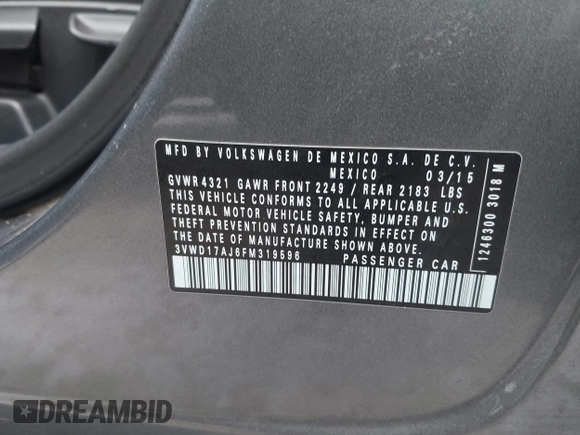 MFD BY VOLKSWAGEN DE MEXICO S.A. DE C.V.
MEXICO 03/15
GVWR 4321 GAWR FRONT 2249 / REAR 2183 LBS
THIS VEHICLE CONFORMS TO ALL APPLICABLE U.S.
FEDERAL MOTOR VEHICLE SAFETY, BUMPER AND
THEFT PREVENTION STANDARDS IN EFFECT ON
THE DATE OF MANUFACTURE SHOWN ABOVE.
3VWD17AJ6FM319596 PASSENGER CAR
1246300 3018 M
DREAMBID